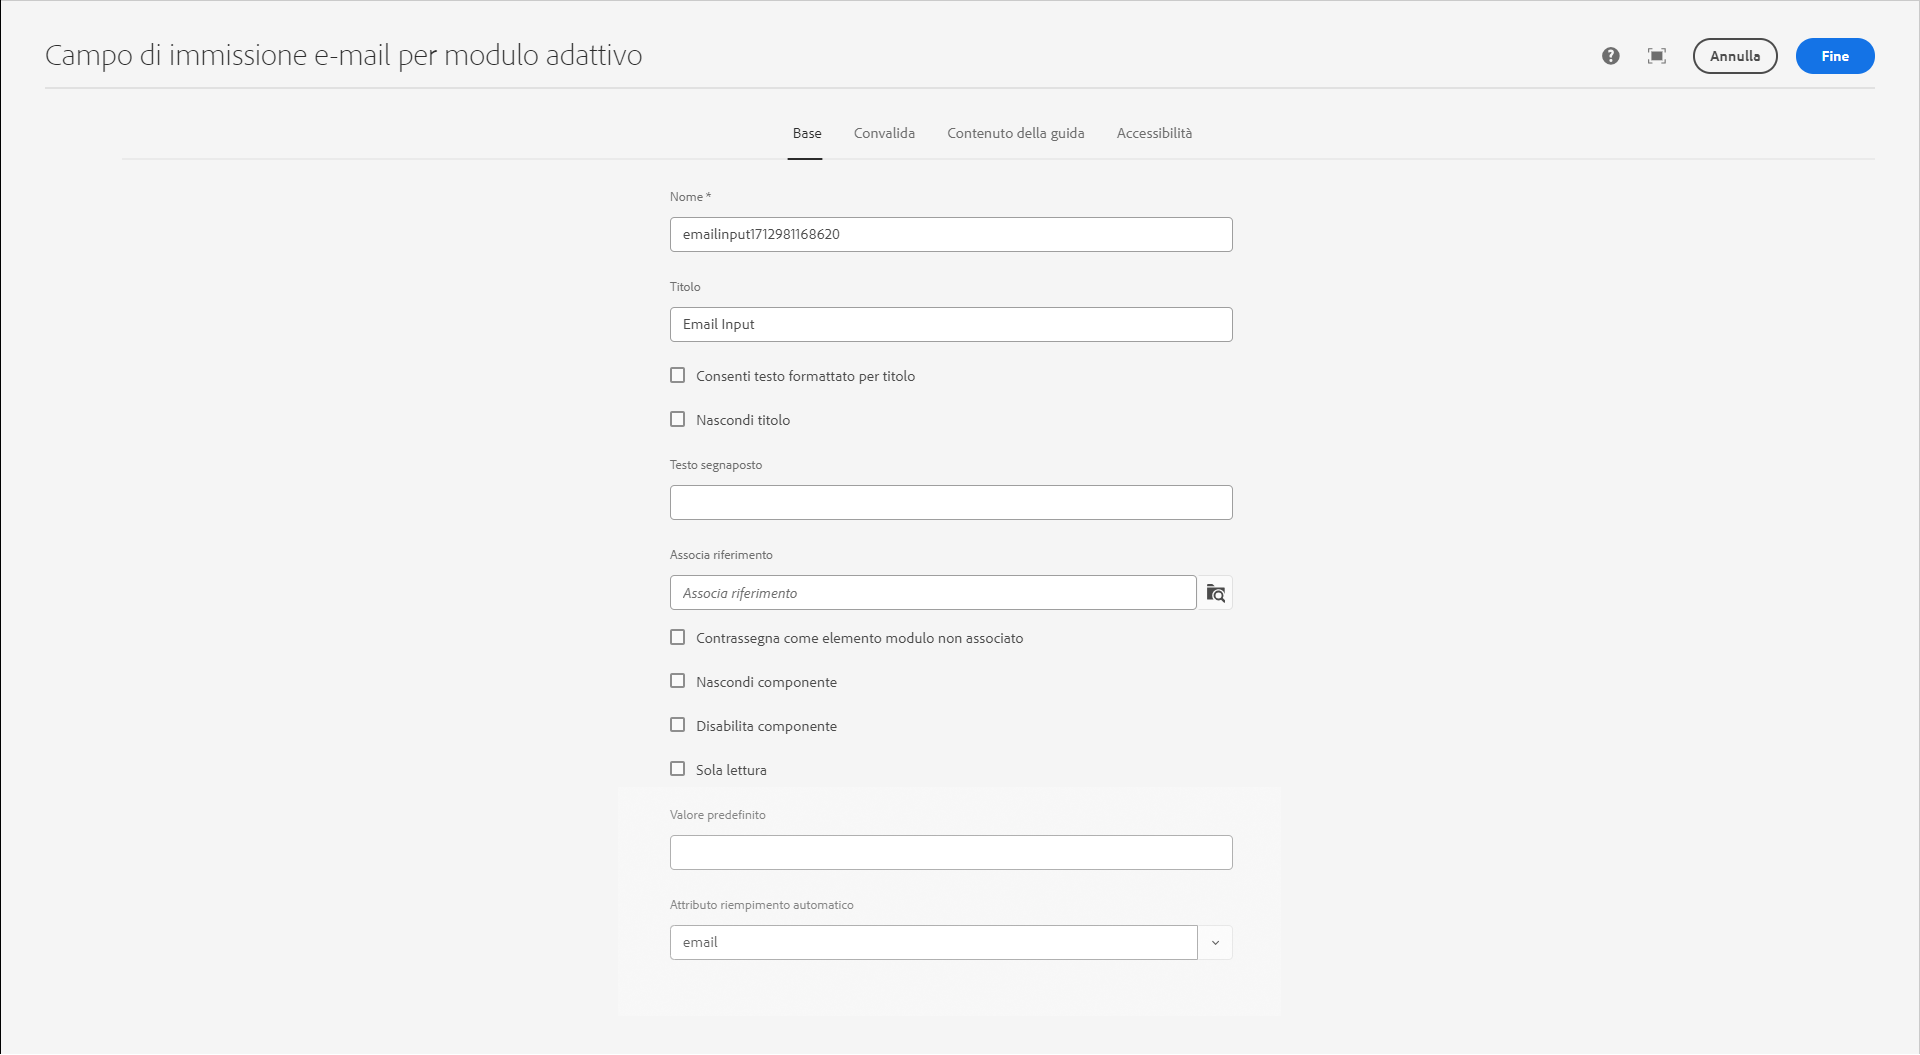 Campo di immissione e-mail per modulo adattivo
Annulla
Fine
Base
Convalida
Contenuto della guida
Accessibilità
Nome *
emailinput1712981168620
Titolo
Email Input
Consenti testo formattato per titolo
Nascondi titolo
Testo segnaposto
Associa riferimento
Associa riferimento
Contrassegna come elemento modulo non associato
Nascondi componente
Disabilita componente
Sola lettura
Valore predefinito
Attributo riempimento automatico
email